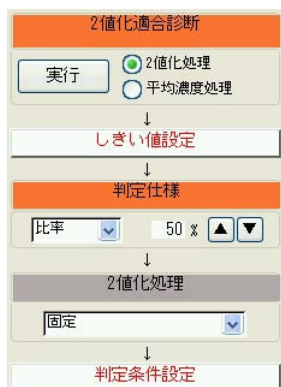 2値化適合診断
実行
2値化処理
平均濃度処理
↓
しきい値設定
↓
判定仕様
比率 50 %
↓
2値化処理
固定
↓
判定条件設定